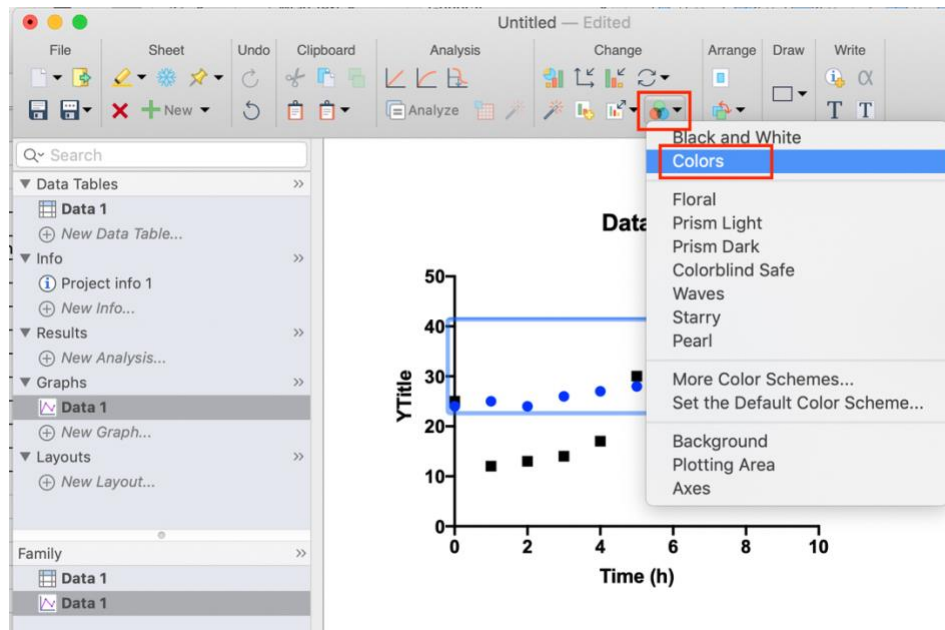 Untitled — Edited
File Sheet Undo Clipboard Analysis Change Arrange Draw Write
New
Analyze
Search
Data Tables
Data 1
New Data Table...
Info
Project info 1
New Info...
Results
New Analysis...
Graphs
Data 1
New Graph...
Layouts
New Layout...
Family
Data 1
Data 1
Black and White
Colors
Floral
Prism Light
Prism Dark
Colorblind Safe
Waves
Starry
Pearl
More Color Schemes...
Set the Default Color Scheme...
Background
Plotting Area
Axes
Data
50
40
30
20
10
0
YTitle
0 2 4 6 8 10
Time (h)